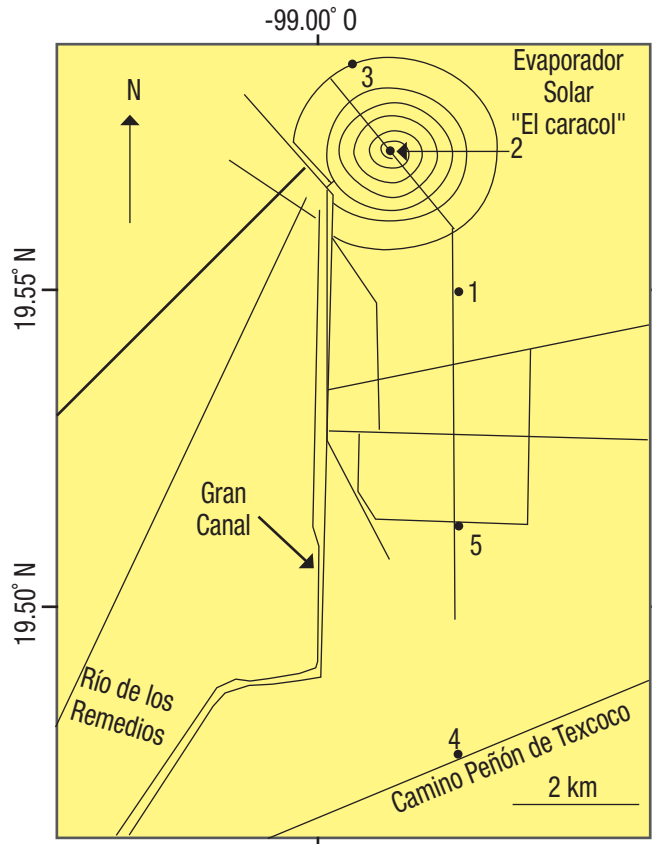 -99.00° O
3
Evaporador
Solar
"El caracol"
N
2
19.55° N
1
Gran
Canal
5
19.50° N
Río de los
Remedios
4
Camino Peñón de Texcoco
2 km